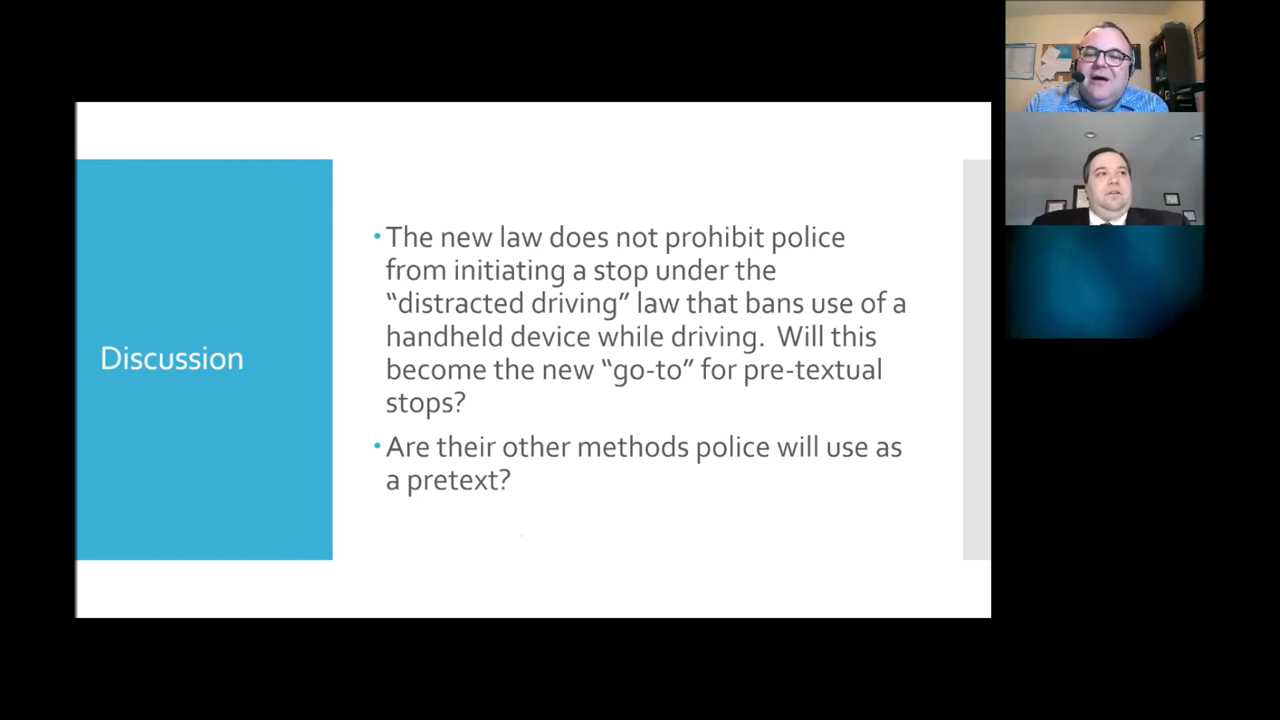 Discussion
•The new law does not prohibit police
from initiating a stop under the
“distracted driving” law that bans use of a
handheld device while driving.  Will this
become the new “go-to” for pre-textual
stops?
•Are their other methods police will use as
a pretext?